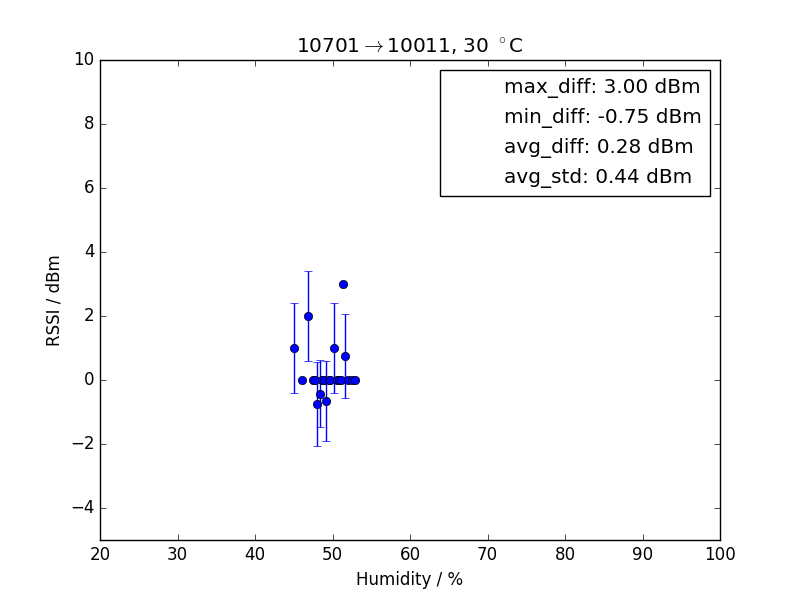 10701→10011, 30 °C
max_diff: 3.00 dBm
min_diff: -0.75 dBm
avg_diff: 0.28 dBm
avg_std: 0.44 dBm
RSSI / dBm
10
8
6
4
2
0
−2
−4
20 30 40 50 60 70 80 90 100
Humidity / %